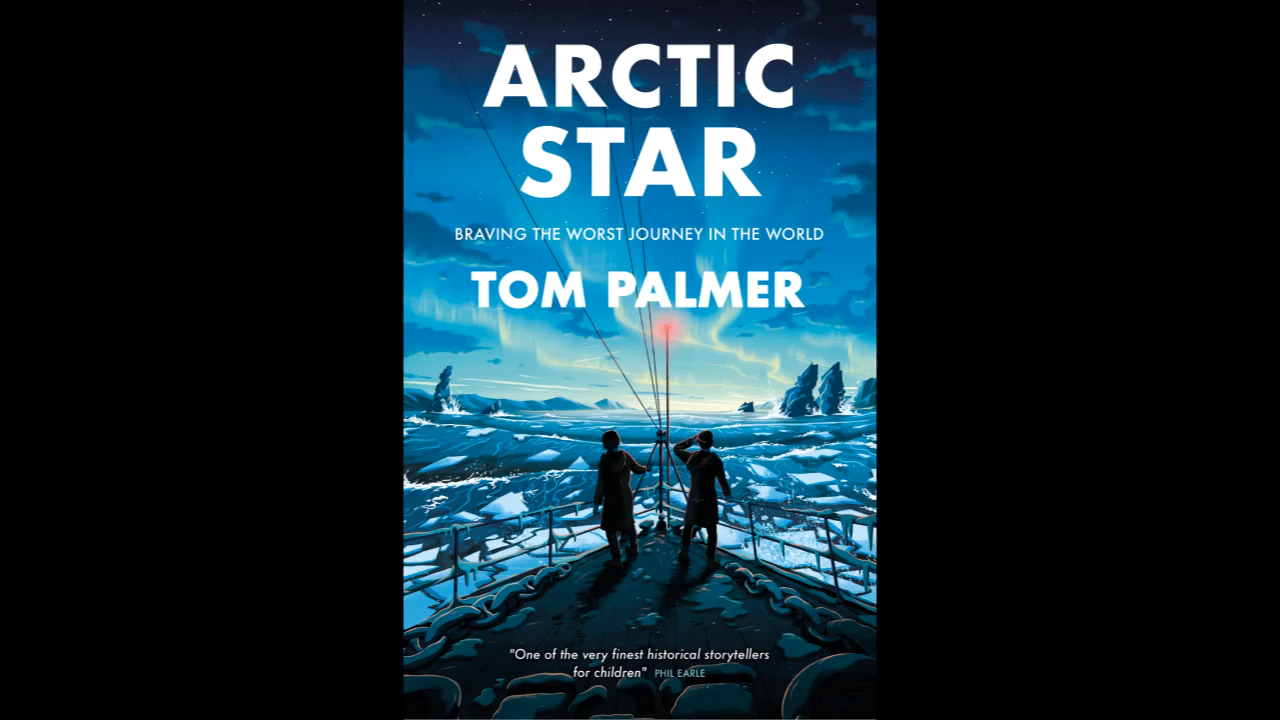 ARCTIC
STAR
BRAVING THE WORST JOURNEY IN THE WORLD
TOM PALMER
"One of the very finest historical storytellers
for children" PHIL EARLE